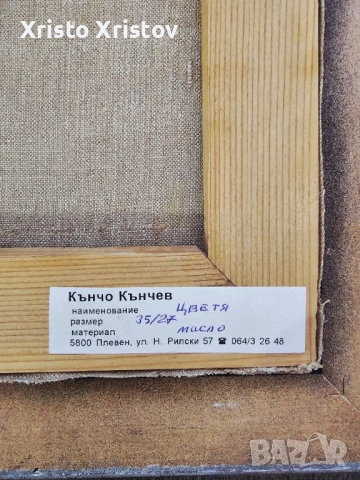 Xristo Xristov
Кънчо Кънчев
наименование ЦВЕТЯ
размер 35/27
материал масло
5800 Плевен, ул. Н. Рилски 57 ☎ 064/3 26 48
BAZAR